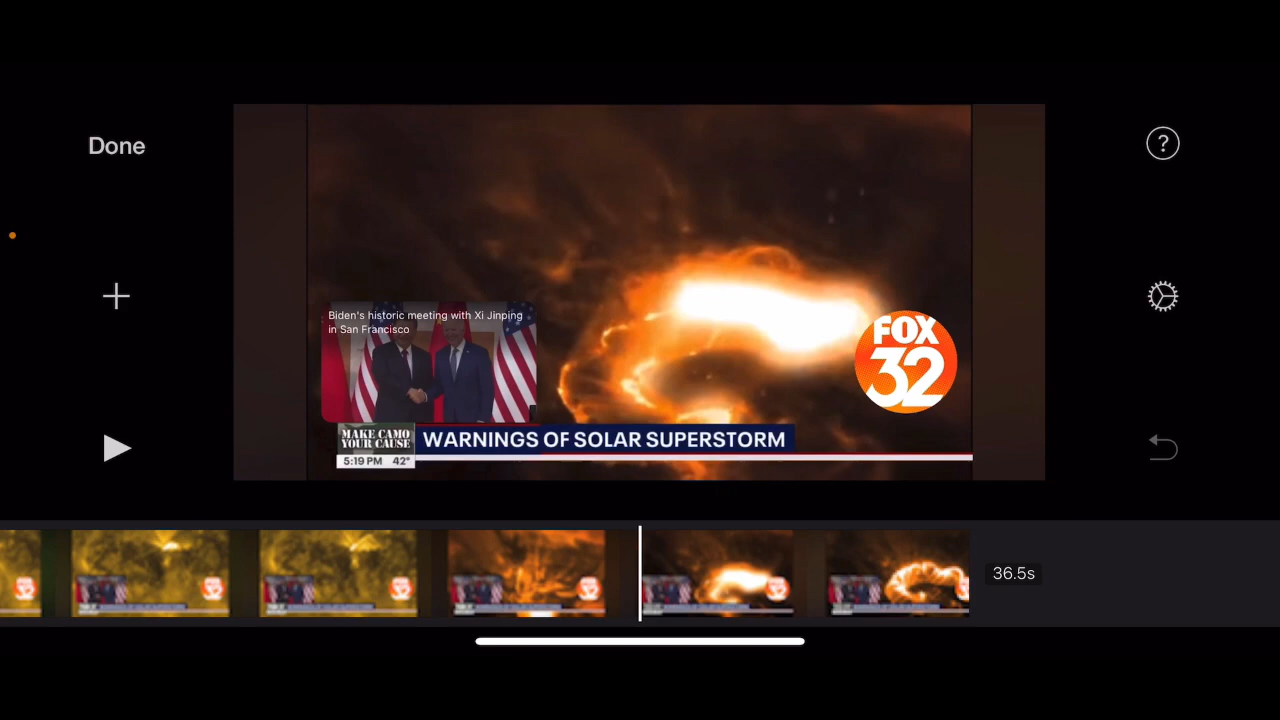 Done
?
Biden's historic meeting with Xi Jinping
in San Francisco
FOX
32
MAKE CAMO
YOUR CAUSE
WARNINGS OF SOLAR SUPERSTORM
5:19 PM 42°
36.5s